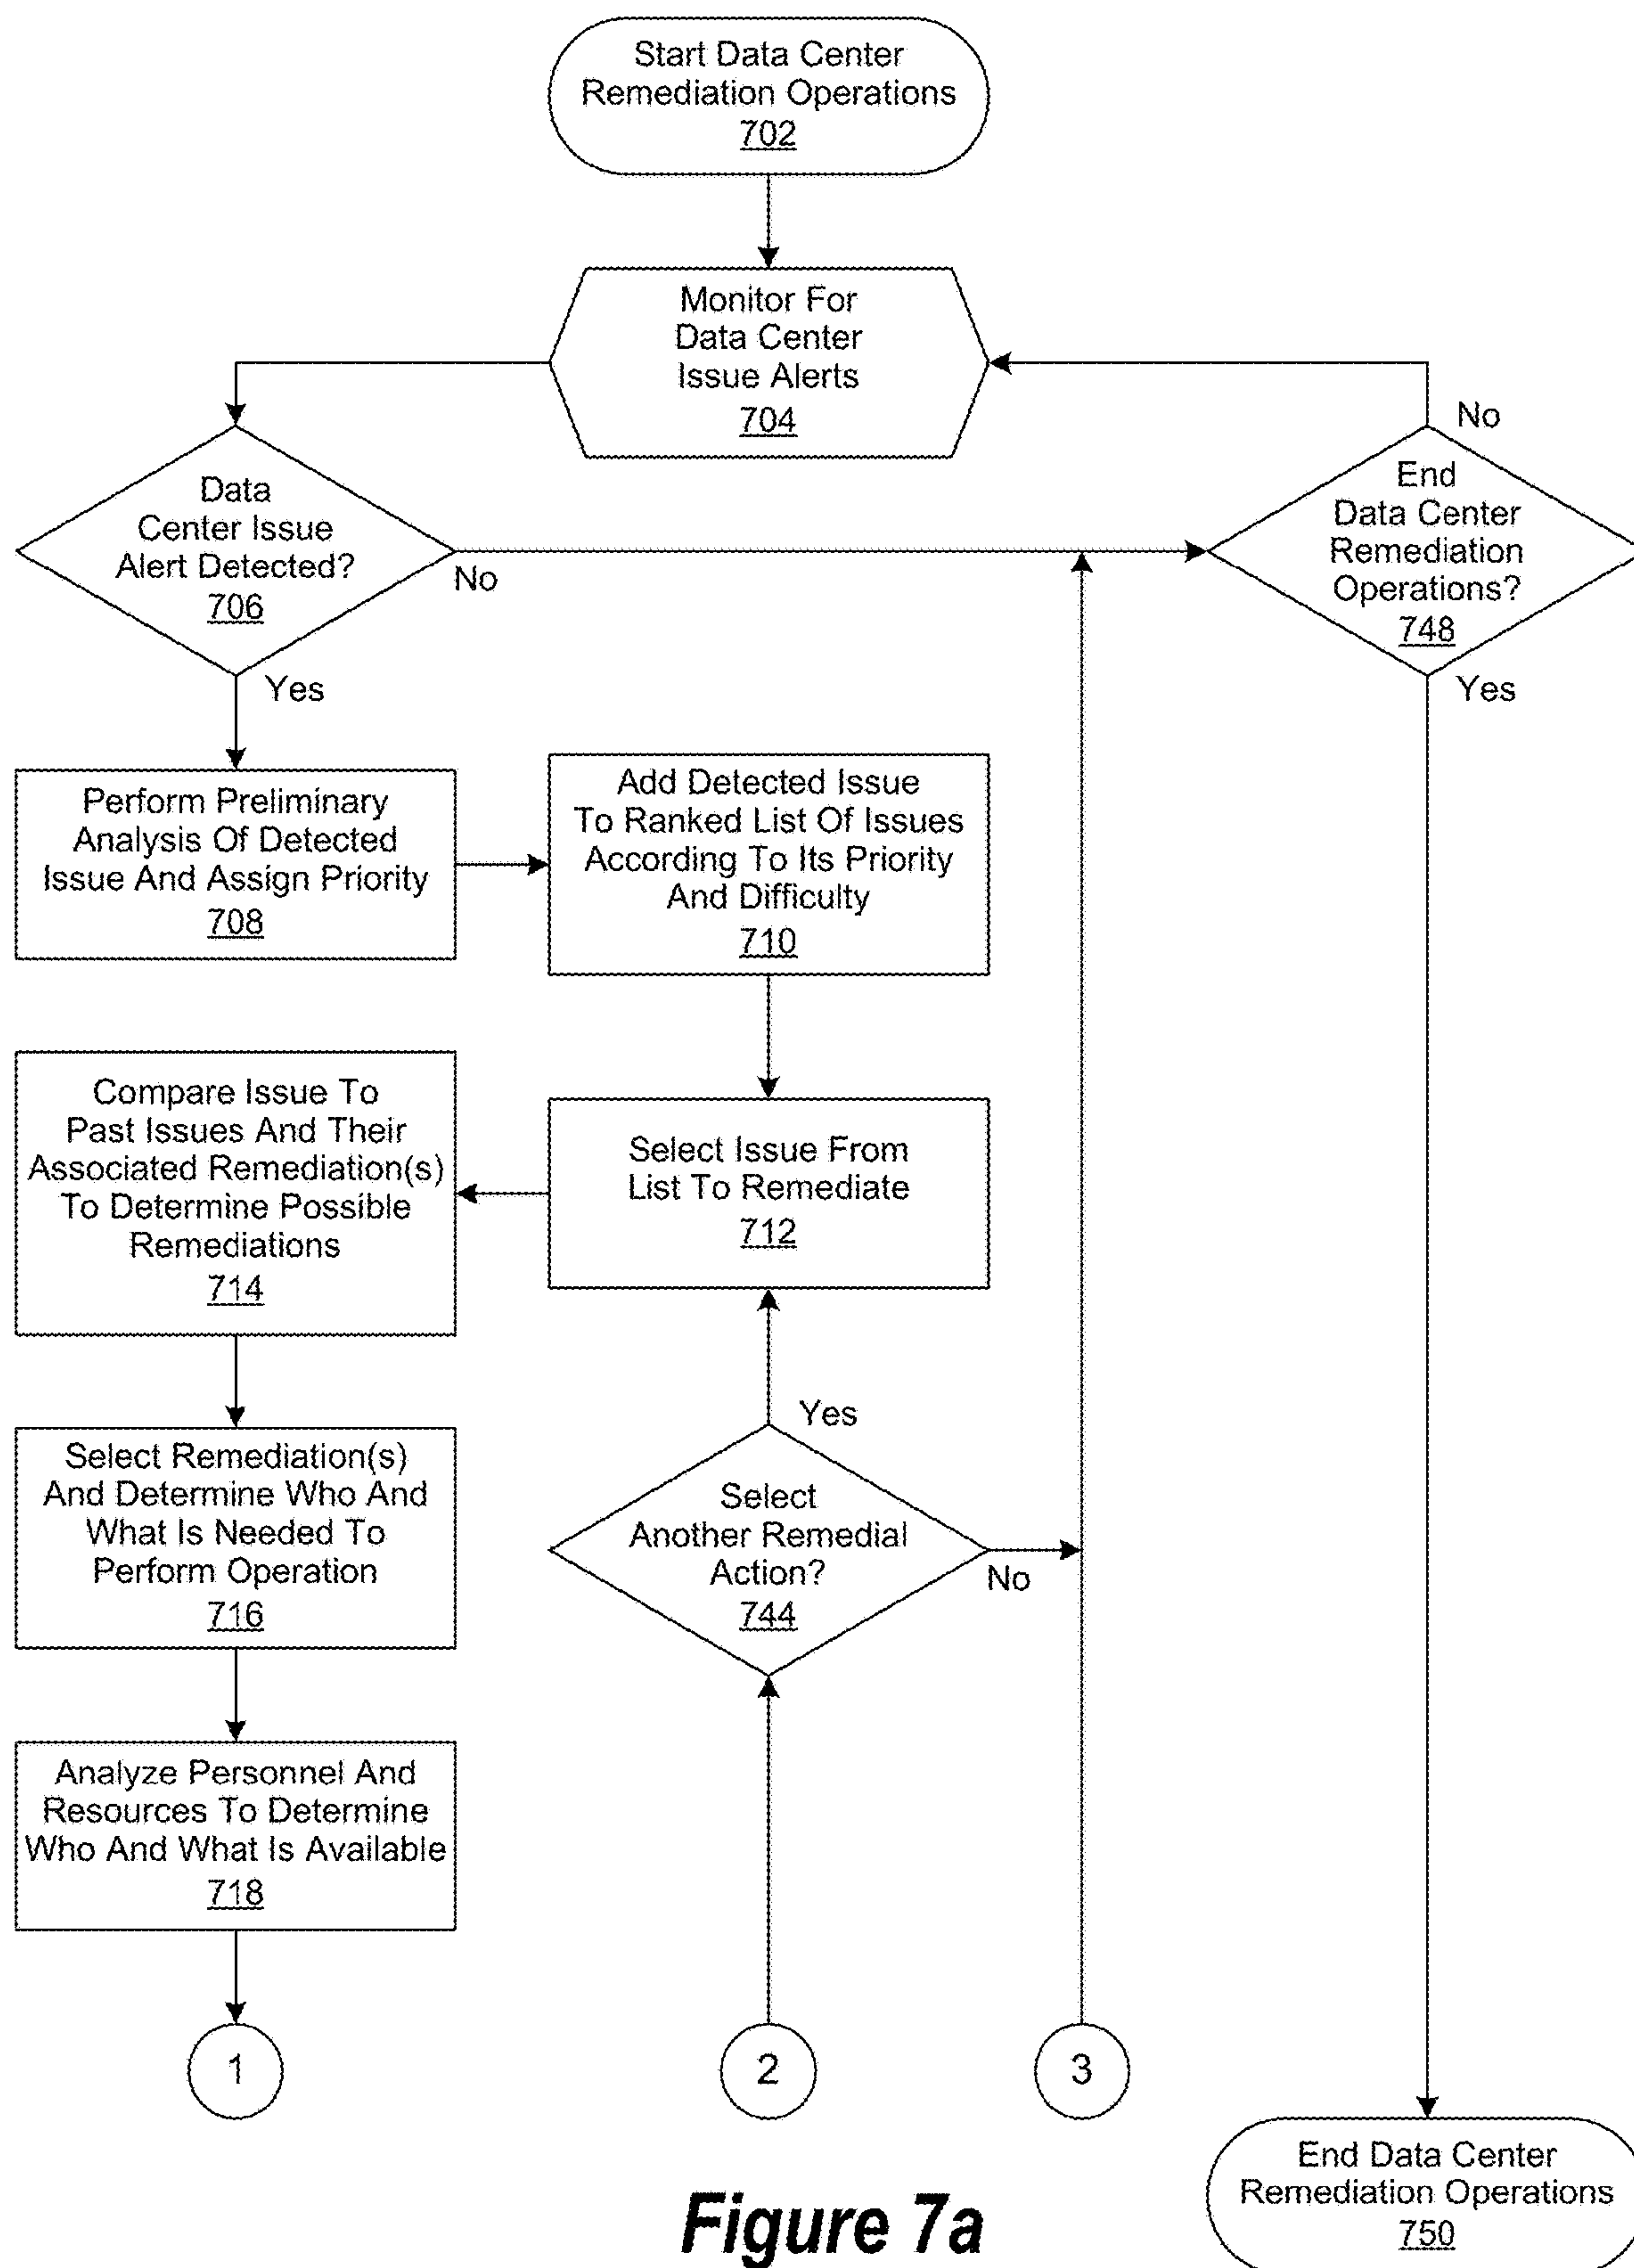 Start Data Center
Remediation Operations
702
Monitor For
Data Center
Issue Alerts
704
No
Data
Center Issue
Alert Detected?
706
No
Yes
End
Data Center
Remediation
Operations?
748
Yes
Perform Preliminary
Analysis Of Detected
Issue And Assign Priority
708
Add Detected Issue
To Ranked List Of Issues
According To Its Priority
And Difficulty
710
Compare Issue To
Past Issues And Their
Associated Remediation(s)
To Determine Possible
Remediations
714
Select Issue From
List To Remediate
712
Select Remediation(s)
And Determine Who And
What Is Needed To
Perform Operation
716
Yes
Select
Another Remedial
Action?
744
No
Analyze Personnel And
Resources To Determine
Who And What Is Available
718
1
2
3
End Data Center
Remediation Operations
750
Figure 7a